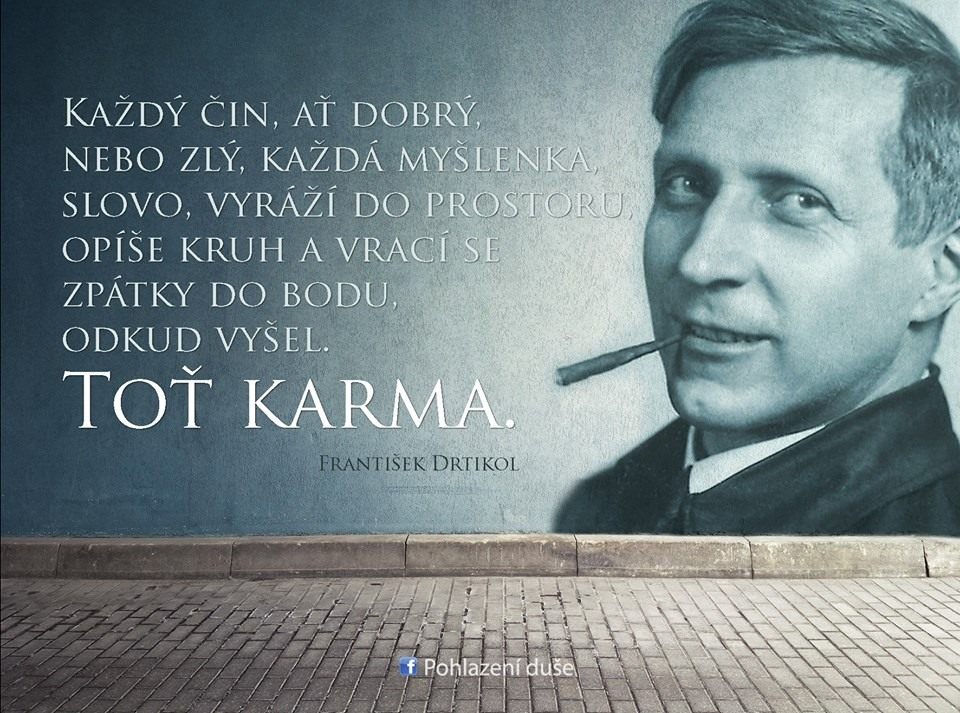 Každý čin, ať dobrý,
nebo zlý, každá myšlenka,
slovo, vyráží do prostoru,
opíše kruh a vrací se
zpátky do bodu,
odkud vyšel.
Toť karma.
František Drtikol
f Pohlazení duše